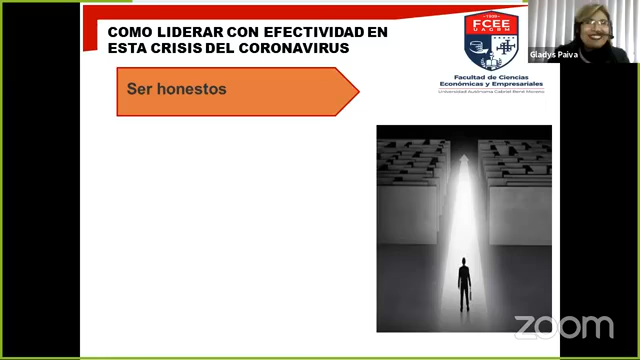 COMO LIDERAR CON EFECTIVIDAD EN
ESTA CRISIS DEL CORONAVIRUS
Ser honestos
1990
FCEE
UAGRM
Facultad de Ciencias
Económicas y Empresariales
Universidad Autónoma Gabriel René Moreno
Gladys Paiva
zoom